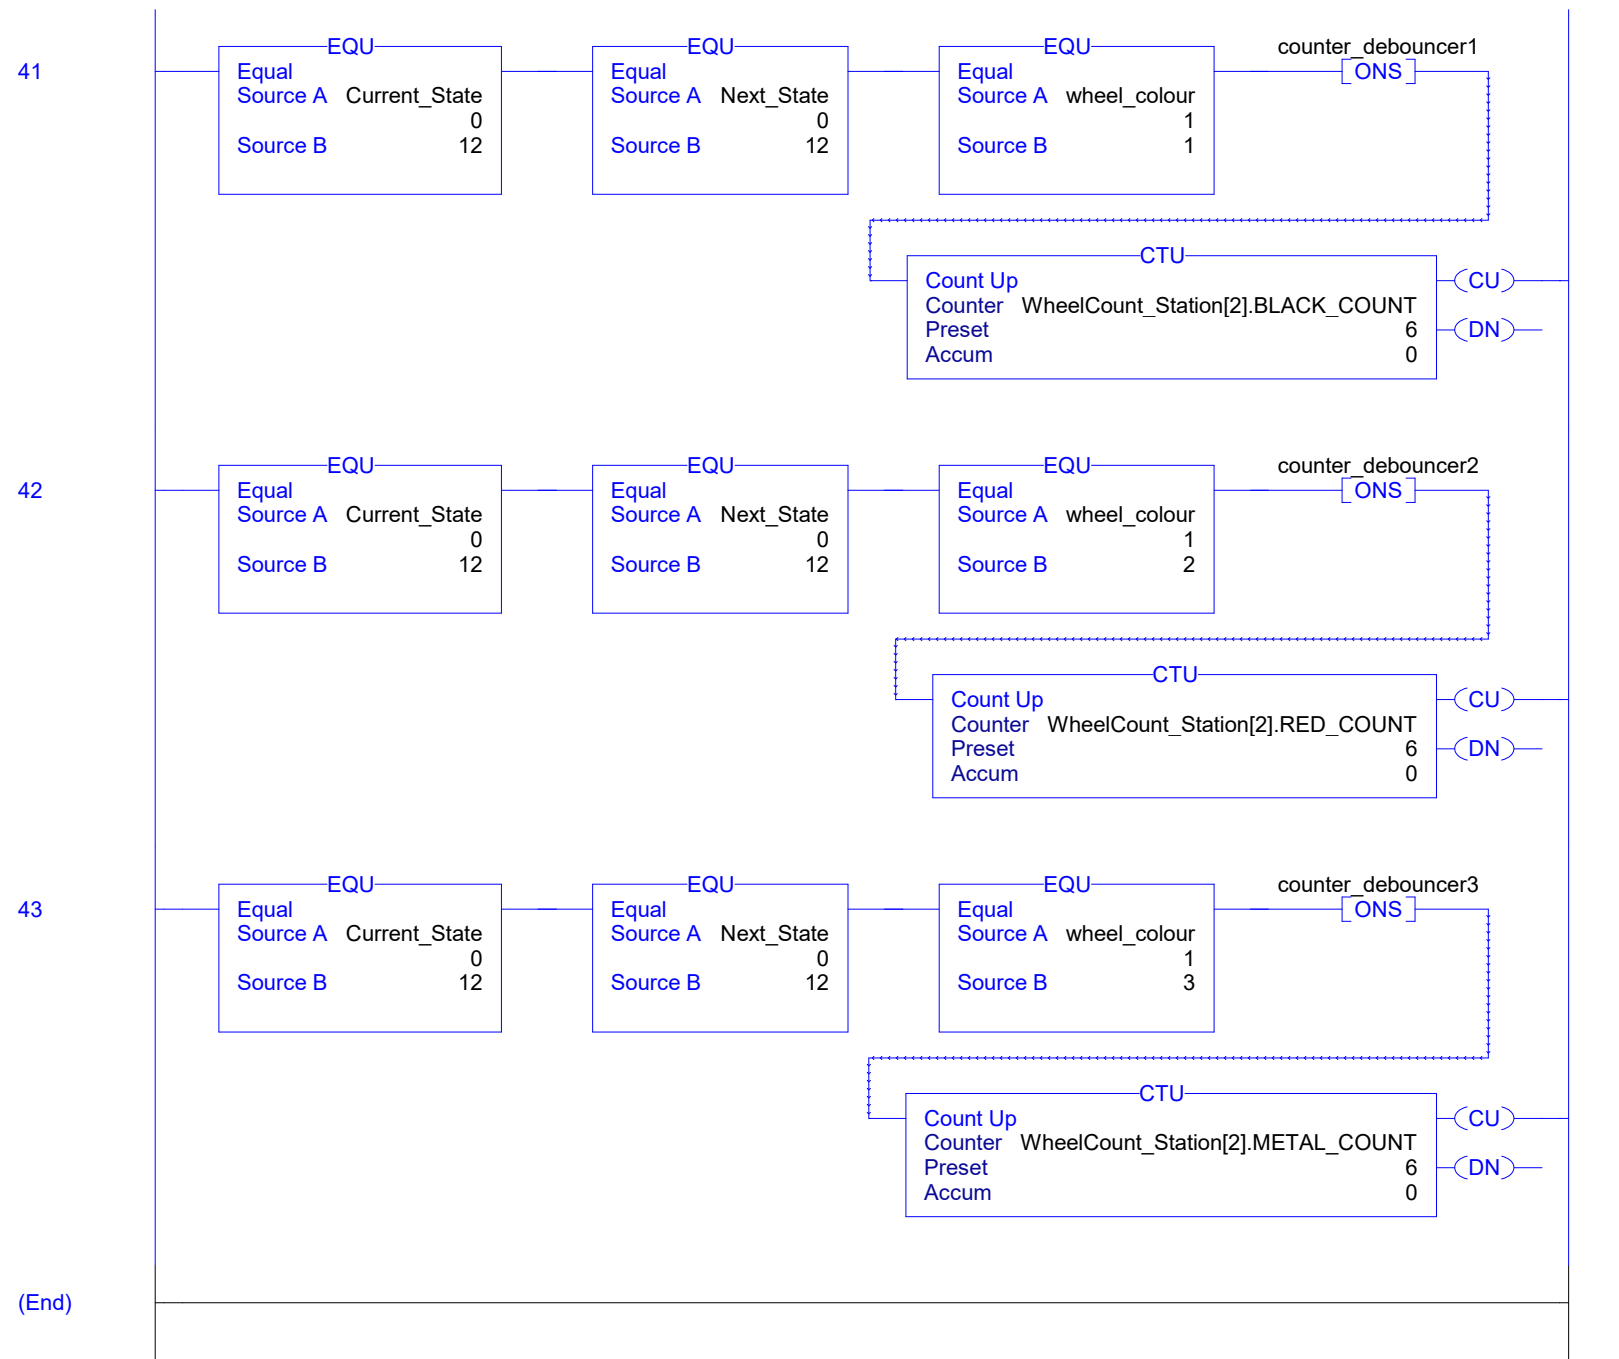 41
EQU
Equal
Source A Current_State
0
Source B 12
EQU
Equal
Source A Next_State
0
Source B 12
EQU
Equal
Source A wheel_colour
1
Source B 1
counter_debouncer1
ONS
CTU
Count Up
Counter WheelCount_Station[2].BLACK_COUNT
Preset 6
Accum 0
CU
DN
42
EQU
Equal
Source A Current_State
0
Source B 12
EQU
Equal
Source A Next_State
0
Source B 12
EQU
Equal
Source A wheel_colour
1
Source B 2
counter_debouncer2
ONS
CTU
Count Up
Counter WheelCount_Station[2].RED_COUNT
Preset 6
Accum 0
CU
DN
43
EQU
Equal
Source A Current_State
0
Source B 12
EQU
Equal
Source A Next_State
0
Source B 12
EQU
Equal
Source A wheel_colour
1
Source B 3
counter_debouncer3
ONS
CTU
Count Up
Counter WheelCount_Station[2].METAL_COUNT
Preset 6
Accum 0
CU
DN
(End)